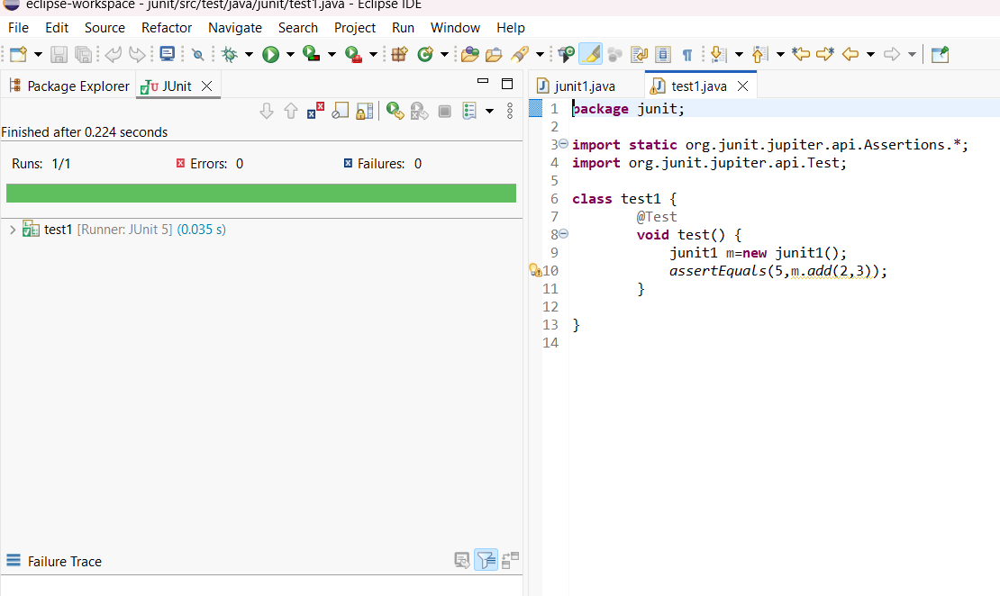 eclipse-workspace - junit/src/test/java/junit/test1.java - Eclipse IDE
File Edit Source Refactor Navigate Search Project Run Window Help
Package Explorer JUnit
Finished after 0.224 seconds
Runs: 1/1 Errors: 0 Failures: 0
test1 [Runner: JUnit 5] (0.035 s)
Failure Trace
junit1.java test1.java
1 package junit;
2
3 import static org.junit.jupiter.api.Assertions.*;
4 import org.junit.jupiter.api.Test;
5
6 class test1 {
7 @Test
8 void test() {
9 junit1 m=new junit1();
10 assertEquals(5,m.add(2,3));
11 }
12
13 }
14